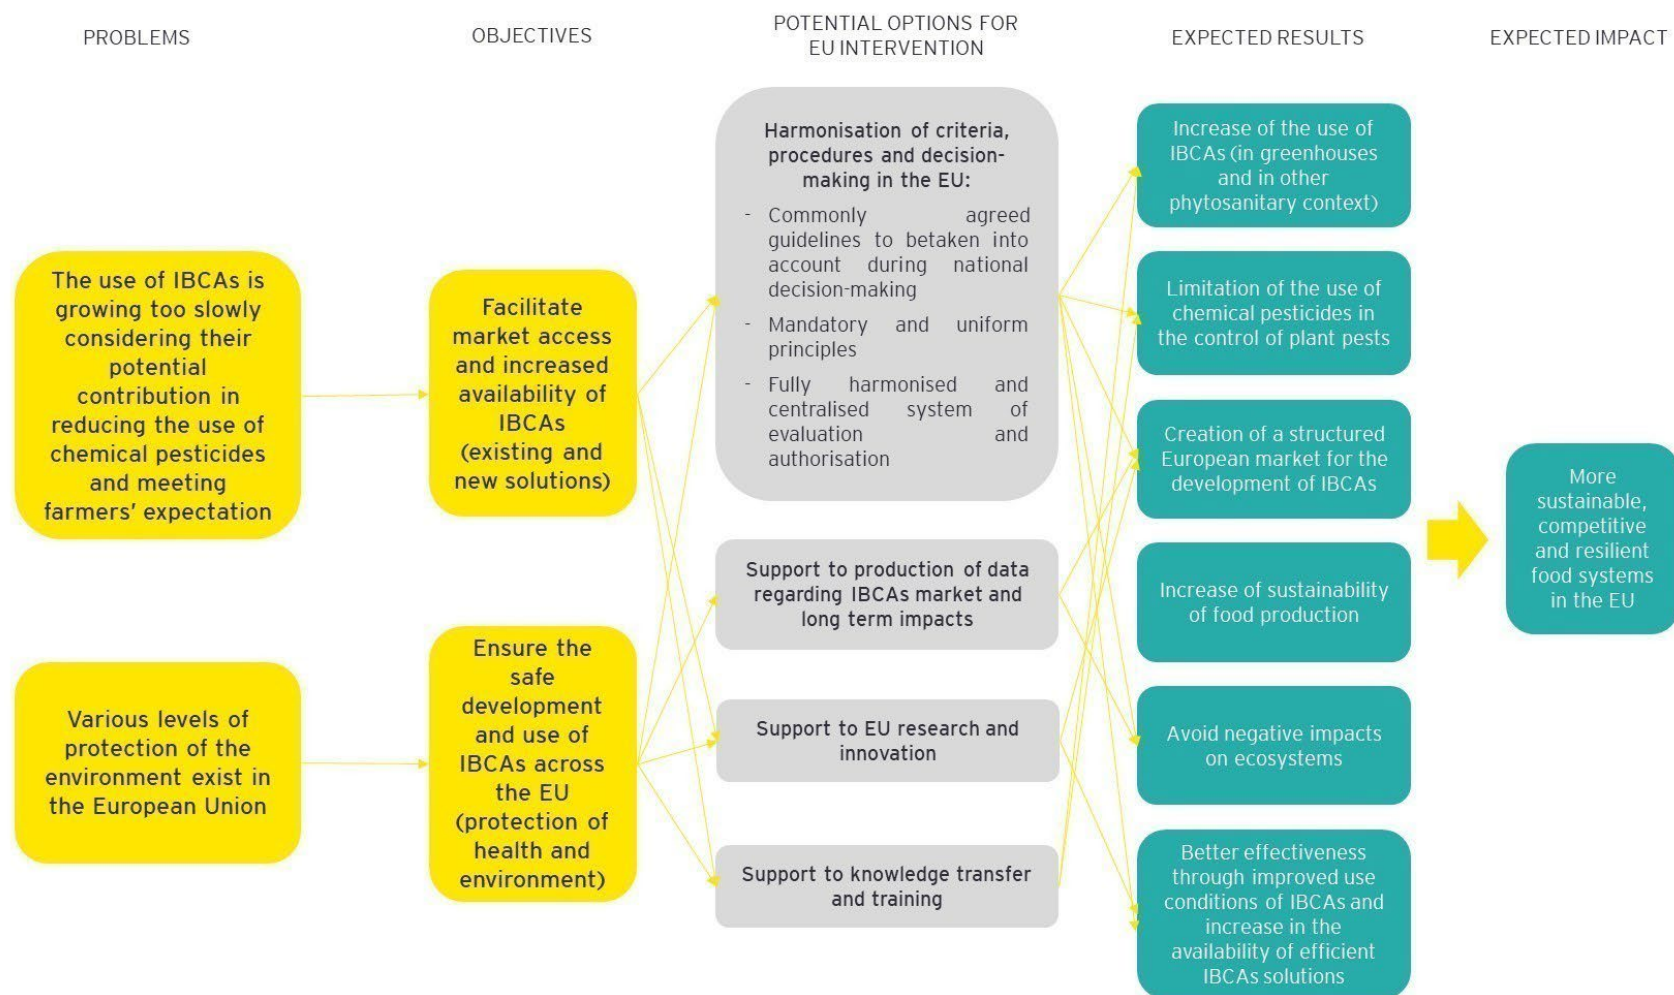 PROBLEMS
OBJECTIVES
POTENTIAL OPTIONS FOR
EU INTERVENTION
EXPECTED RESULTS
EXPECTED IMPACT
The use of IBCAs is
growing too slowly
considering their
potential
contribution in
reducing the use of
chemical pesticides
and meeting
farmers' expectation
Various levels of
protection of the
environment exist in
the European Union
Facilitate
market access
and increased
availability of
IBCAs
(existing and
new solutions)
Ensure the
safe
development
and use of
IBCAs across
the EU
(protection of
health and
environment)
Harmonisation of criteria,
procedures and decision-
making in the EU:
- Commonly agreed
guidelines to betaken into
account during national
decision-making
- Mandatory and uniform
principles
- Fully harmonised and
centralised system of
evaluation and
authorisation
Support to production of data
regarding IBCAs market and
long term impacts
Support to EU research and
innovation
Support to knowledge transfer
and training
Increase of the use of
IBCAs (in greenhouses
and in other
phytosanitary context)
Limitation of the use of
chemical pesticides in
the control of plant pests
Creation of a structured
European market for the
development of IBCAs
Increase of sustainability
of food production
Avoid negative impacts
on ecosystems
Better effectiveness
through improved use
conditions of IBCAs and
increase in the
availability of efficient
IBCAs solutions
More
sustainable,
competitive
and resilient
food systems
in the EU